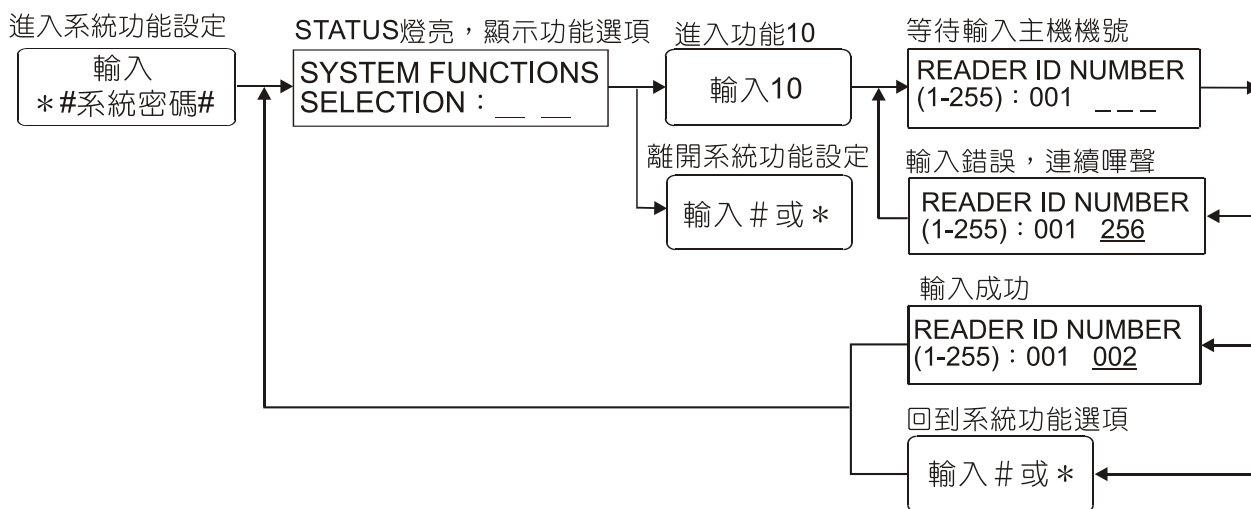 進入系統功能設定
輸入
＊#系統密碼#
STATUS燈亮，顯示功能選項
SYSTEM FUNCTIONS
SELECTION：__ __
進入功能10
輸入10
離開系統功能設定
輸入＃或＊
等待輸入主機機號
READER ID NUMBER
(1-255)：001 _ _ _
輸入錯誤，連續嗶聲
READER ID NUMBER
(1-255)：001 256
輸入成功
READER ID NUMBER
(1-255)：001 002
回到系統功能選項
輸入＃或＊